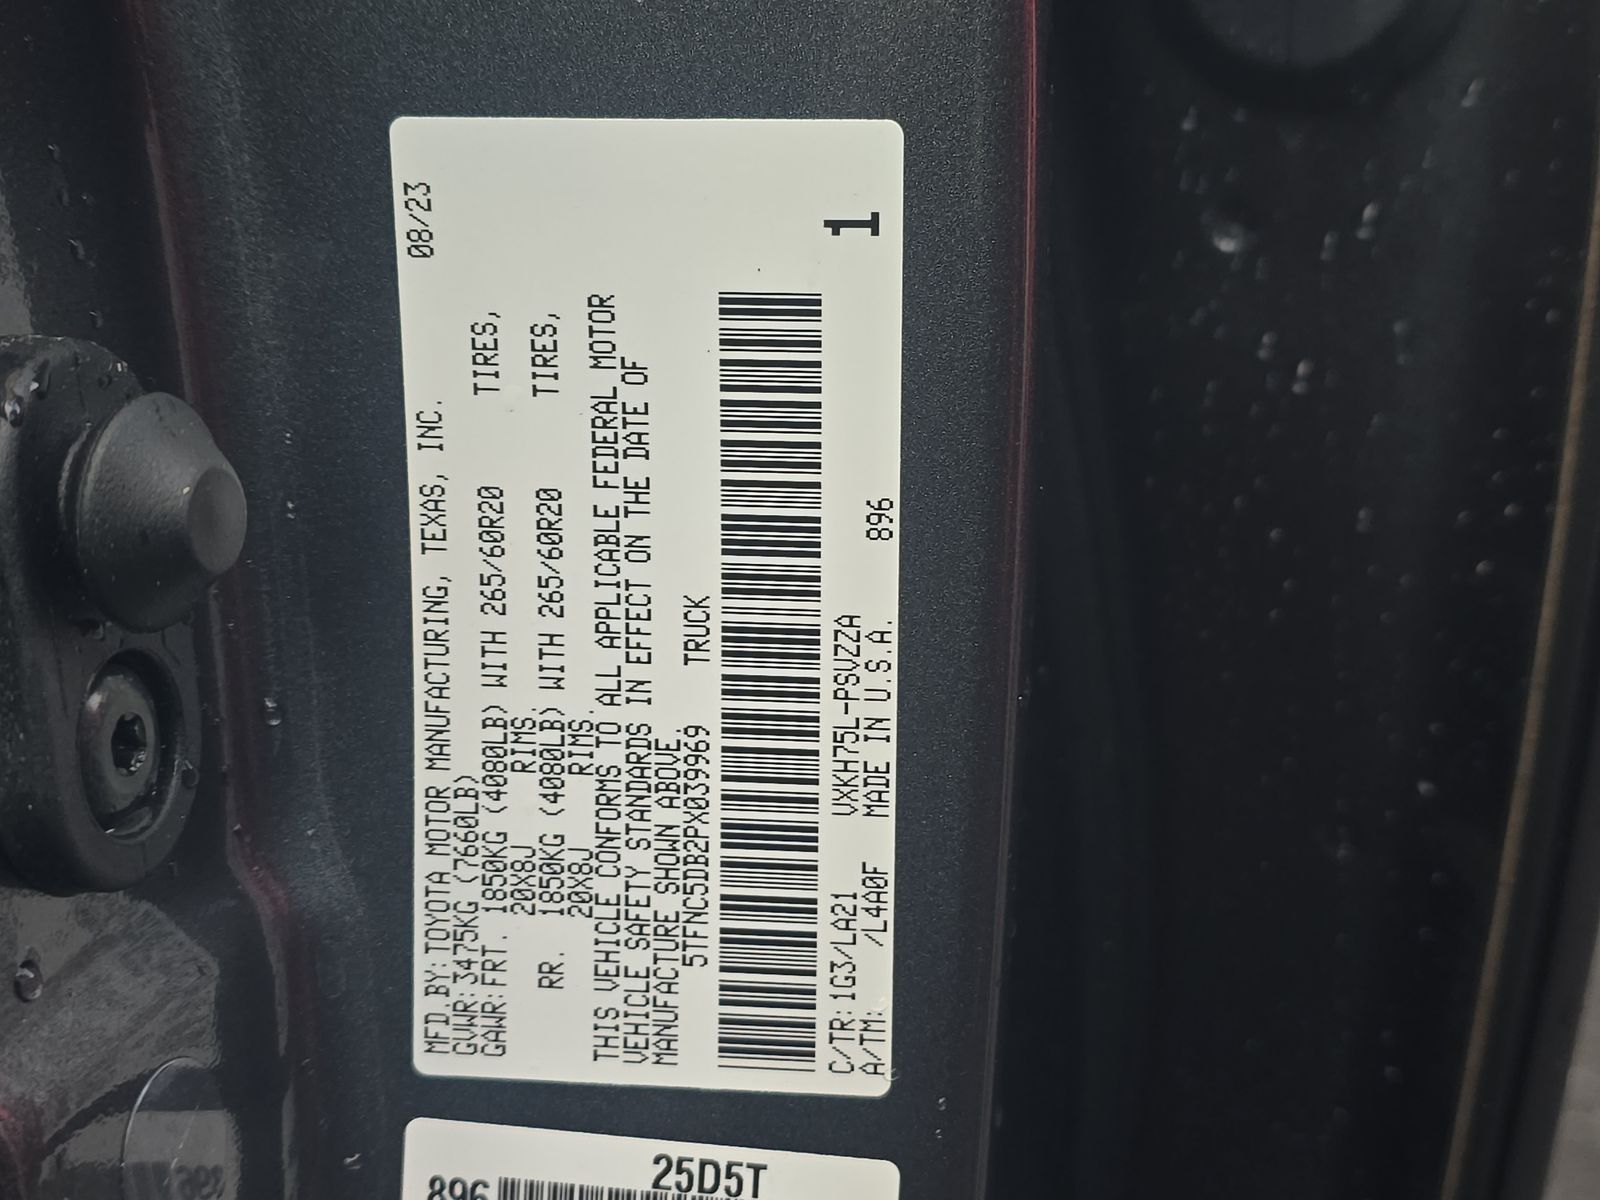 08/23
MFD.BY:TOYOTA MOTOR MANUFACTURING, TEXAS, INC.
GVWR:3475KG (7660LB)
GAWR:FRT. 1850KG (4080LB) WITH 265/60R20 TIRES,
20X8J RIMS.
RR. 1850KG (4080LB) WITH 265/60R20 TIRES,
20X8J RIMS.
THIS VEHICLE CONFORMS TO ALL APPLICABLE FEDERAL MOTOR
VEHICLE SAFETY STANDARDS IN EFFECT ON THE DATE OF
MANUFACTURE SHOWN ABOVE.
5TFNC5DB2PX039969 TRUCK
C/TR:1G3/LA21 VXKH75L-PSVZZA
1
A/TM: /L4A0F MADE IN U.S.A. 896
25D5T
896